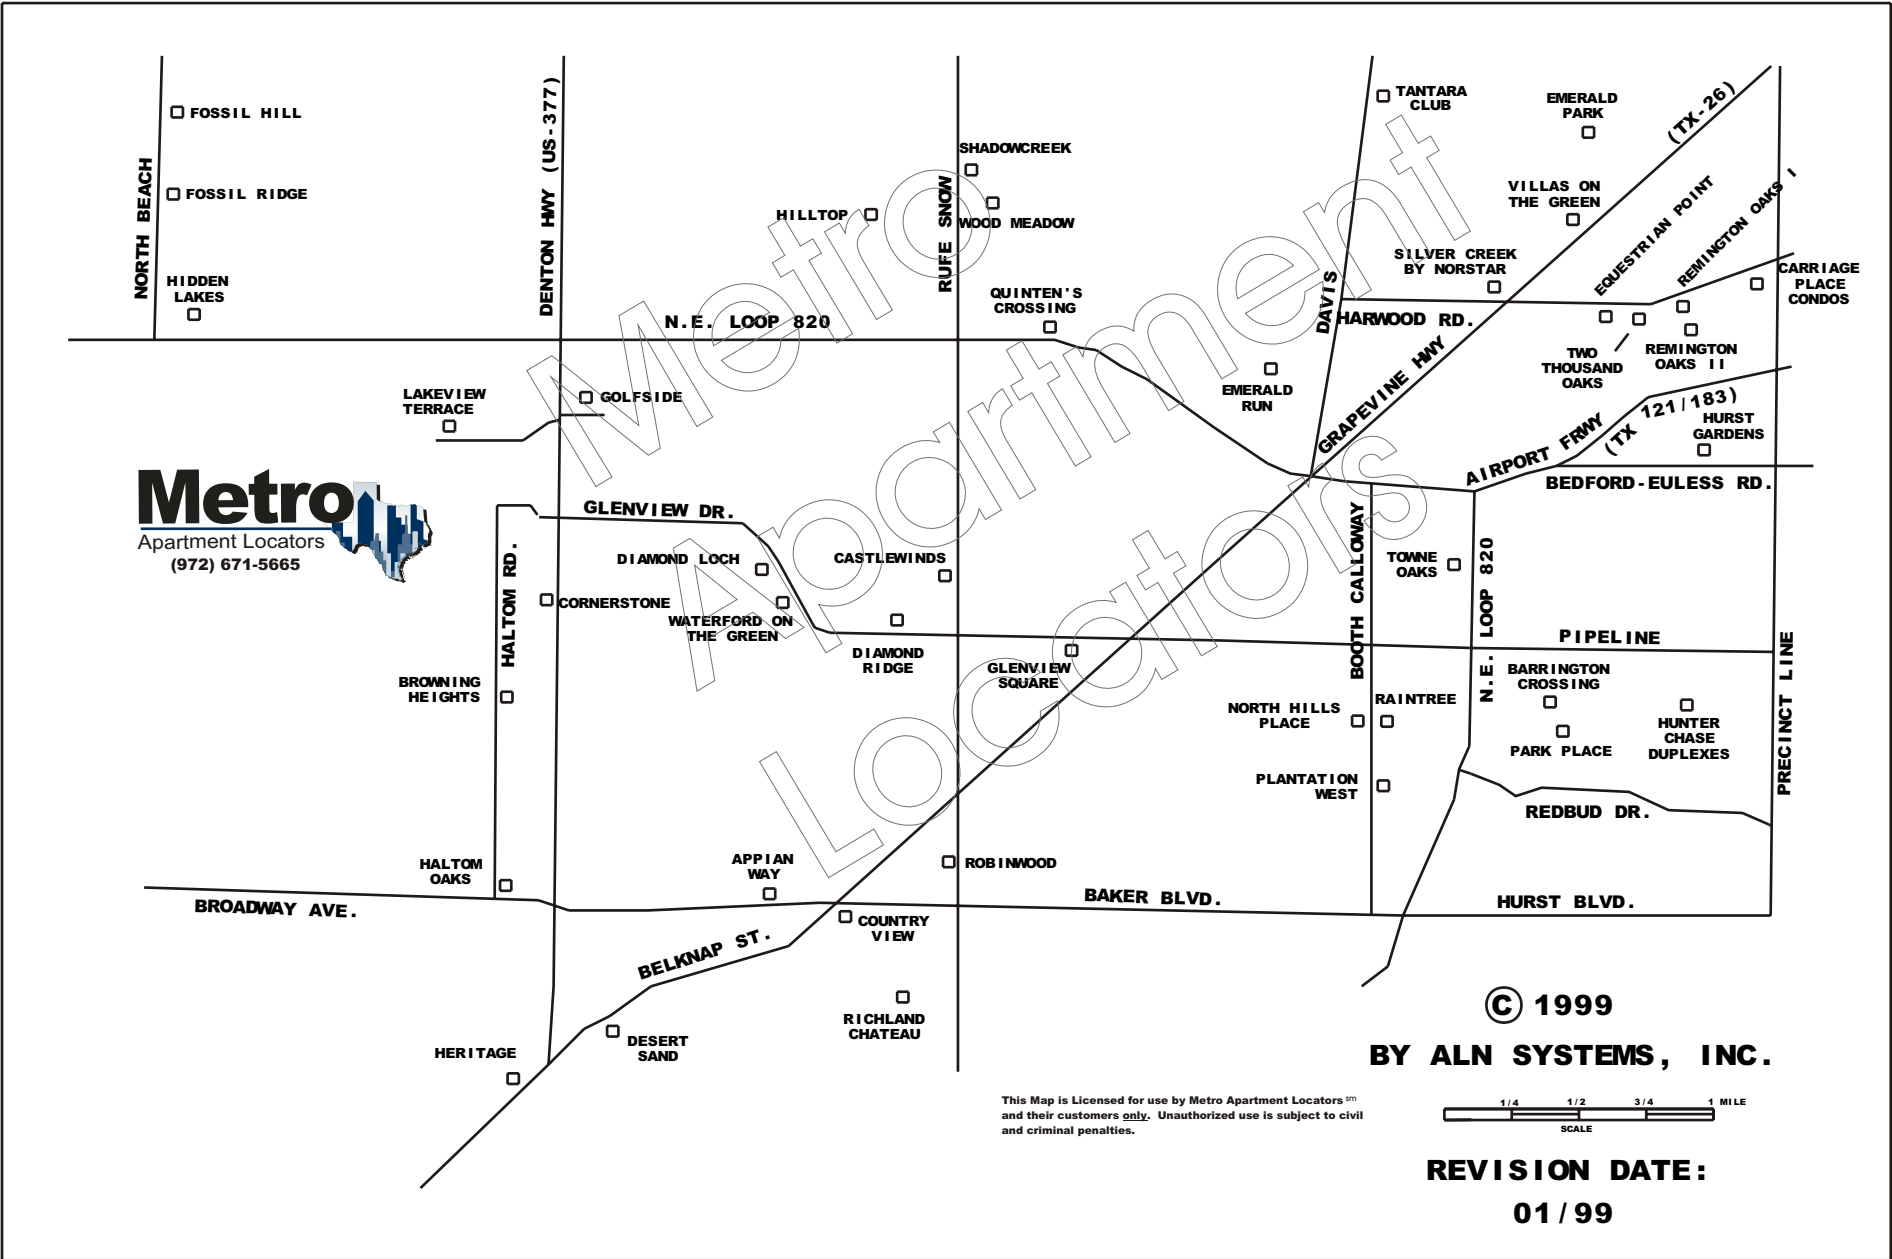 FOSSIL HILL
FOSSIL RIDGE
NORTH BEACH
HIDDEN
LAKES
DENTON HWY (US-377)
SHADOWCREEK
HILLTOP
WOOD MEADOW
RUFE SNOW
QUINTEN'S
CROSSING
N.E. LOOP 820
TANTARA
CLUB
EMERALD
PARK
(TX-26)
VILLAS ON
THE GREEN
SILVER CREEK
BY NORSTAR
EQUESTRIAN POINT
REMINGTON OAKS I
CARRIAGE
PLACE
CONDOS
DAVIS
HARWOOD RD.
TWO
THOUSAND
OAKS
REMINGTON
OAKS II
EMERALD
RUN
GRAPEVINE HWY
AIRPORT FRWY
(TX 121/183)
HURST
GARDENS
BEDFORD-EULESS RD.
LAKEVIEW
TERRACE
GOLFSIDE
Metro
Apartment Locators
(972) 671-5665
Metro
Apartment
Locators
GLENVIEW DR.
HALTOM RD.
DIAMOND LOCH
CASTLEWINDS
CORNERSTONE
WATERFORD ON
THE GREEN
DIAMOND
RIDGE
GLENVIEW
SQUARE
BOOTH CALLOWAY
TOWNE
OAKS
N.E. LOOP 820
PIPELINE
PRECINCT LINE
BROWNING
HEIGHTS
NORTH HILLS
PLACE
RAINTREE
BARRINGTON
CROSSING
PARK PLACE
HUNTER
CHASE
DUPLEXES
PLANTATION
WEST
REDBUD DR.
HALTOM
OAKS
APPIAN
WAY
ROBINWOOD
BROADWAY AVE.
BAKER BLVD.
HURST BLVD.
COUNTRY
VIEW
BELKNAP ST.
RICHLAND
CHATEAU
DESERT
SAND
HERITAGE
© 1999
BY ALN SYSTEMS, INC.
This Map is Licensed for use by Metro Apartment Locators sm
and their customers only. Unauthorized use is subject to civil
and criminal penalties.
1/4 1/2 3/4 1 MILE
SCALE
REVISION DATE:
01/99